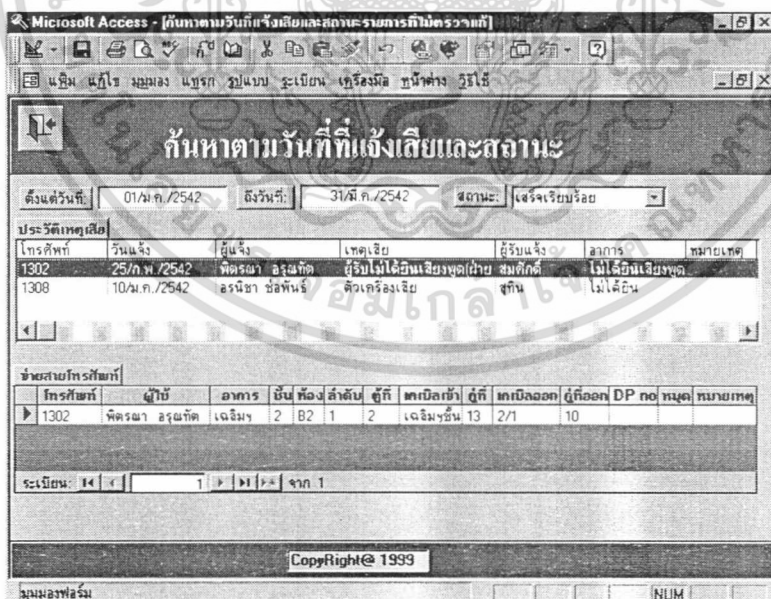 Microsoft Access - [ค้นหาตามวันที่แจ้งเสียและสถานะรายการที่ไม่ตรวจแก้]
แฟ้ม แก้ไข มุมมอง แทรก รูปแบบ ระเบียน เครื่องมือ หน้าต่าง วิธีใช้
ค้นหาตามวันที่ที่แจ้งเสียและสถานะ
ตั้งแต่วันที่: 01/ม.ค./2542 ถึงวันที่: 31/มี.ค./2542 สถานะ: เสร็จเรียบร้อย
ประวัติเหตุเสีย
โทรศัพท์ วันแจ้ง ผู้แจ้ง เหตุเสีย ผู้รับแจ้ง อาการ หมายเหตุ
1302 25/ก.พ./2542 พิตรณา อรุณทัต ผู้รับไม่ได้ยินเสียงพูด(ฝ่าย สมศักดิ์ ไม่ได้ยินเสียงพูด
1308 10/ม.ค./2542 อรนิชา ช่อพันธ์ ตัวเครื่องเสีย สุทิน ไม่ได้ยิน
ข่ายสายโทรศัพท์
โทรศัพท์ ผู้ใช้ อาคาร ชั้น ห้อง ลำดับ ตู้ที่ เคเบิลเข้า คู่ที่ เคเบิลออก คู่ที่ออก DP no หมุด หมายเหตุ
1302 พิตรณา อรุณทัต เฉลิมฯ 2 B2 1 2 เฉลิมฯชั้น 13 2/1 10
ระเบียน: 1 จาก 1
CopyRight@ 1999
มุมมองฟอร์ม NUM